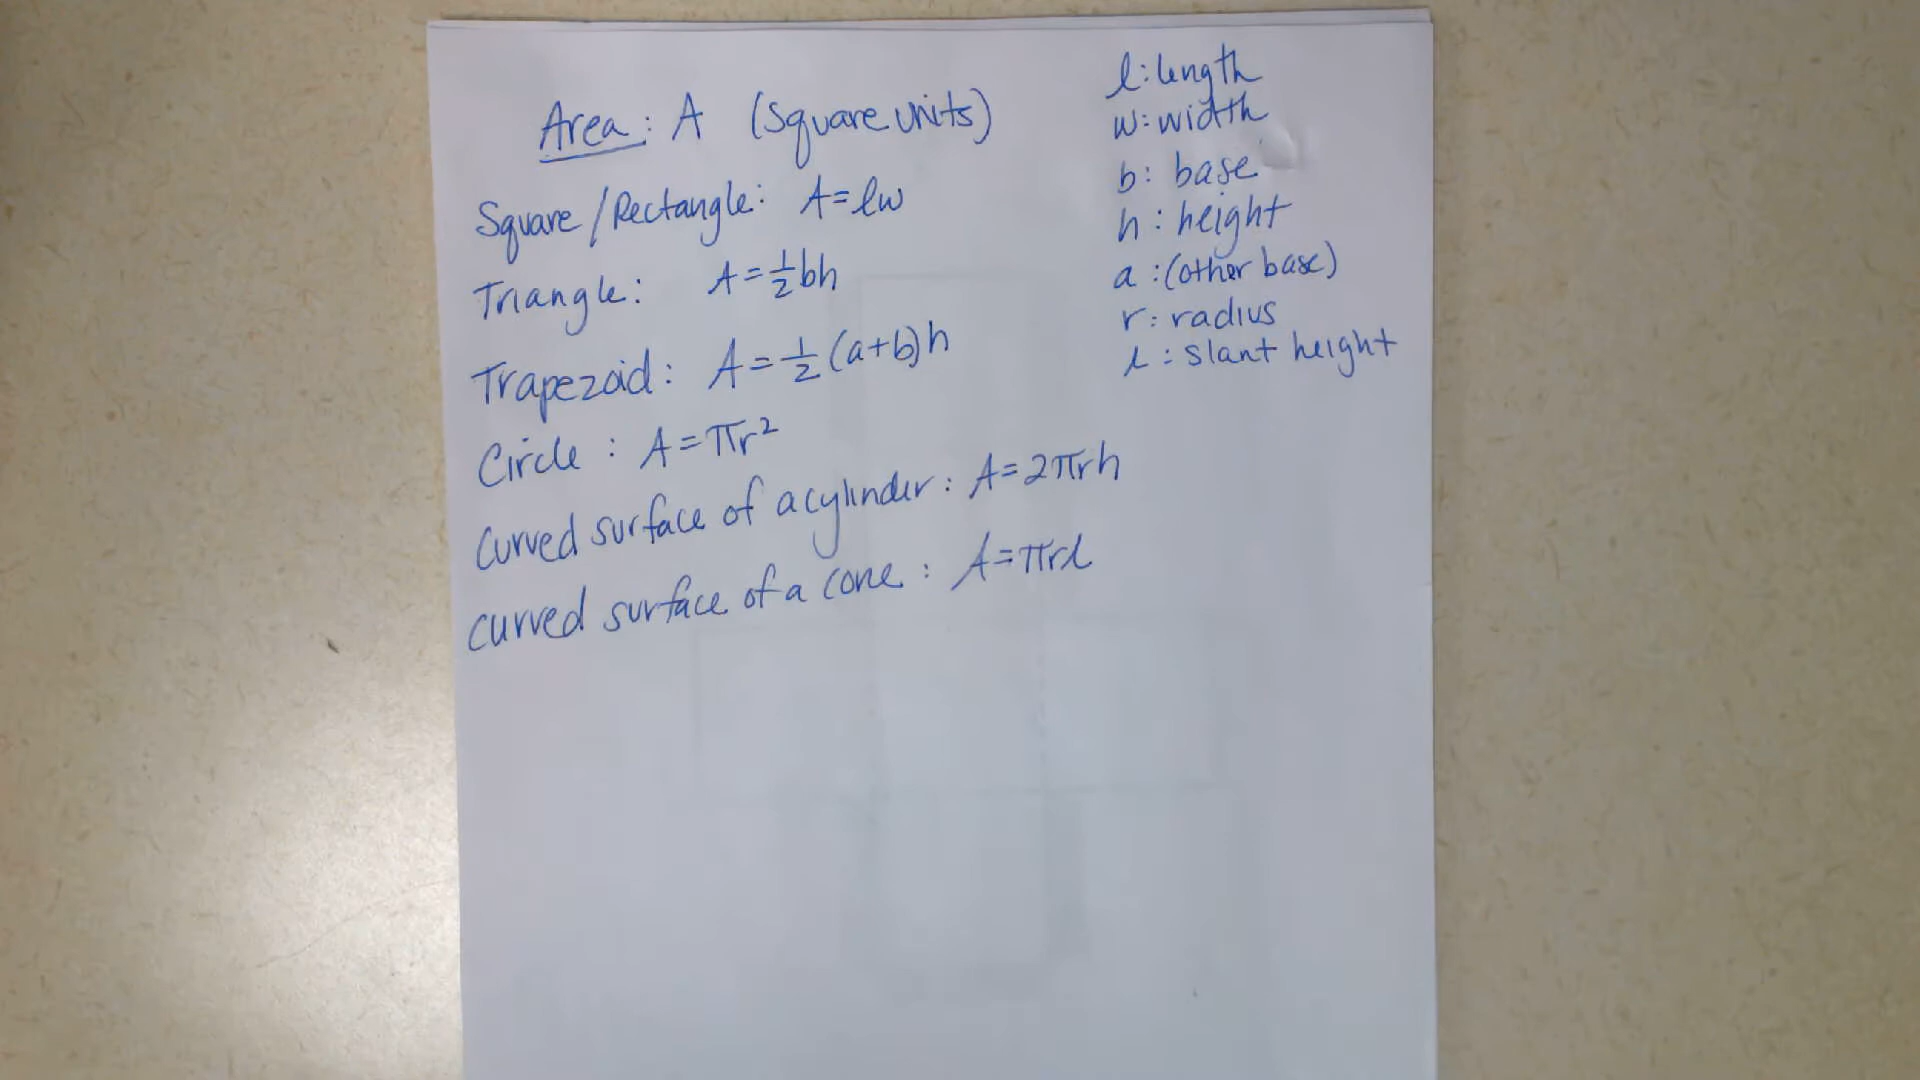 Area: A (square units)
Square/Rectangle: A=lw
Triangle: A=½bh
Trapezoid: A=½(a+b)h
Circle: A=πr²
Curved surface of a cylinder: A=2πrh
curved surface of a cone: A=πrl
l: length
w: width
b: base
h: height
a: (other base)
r: radius
l: slant height